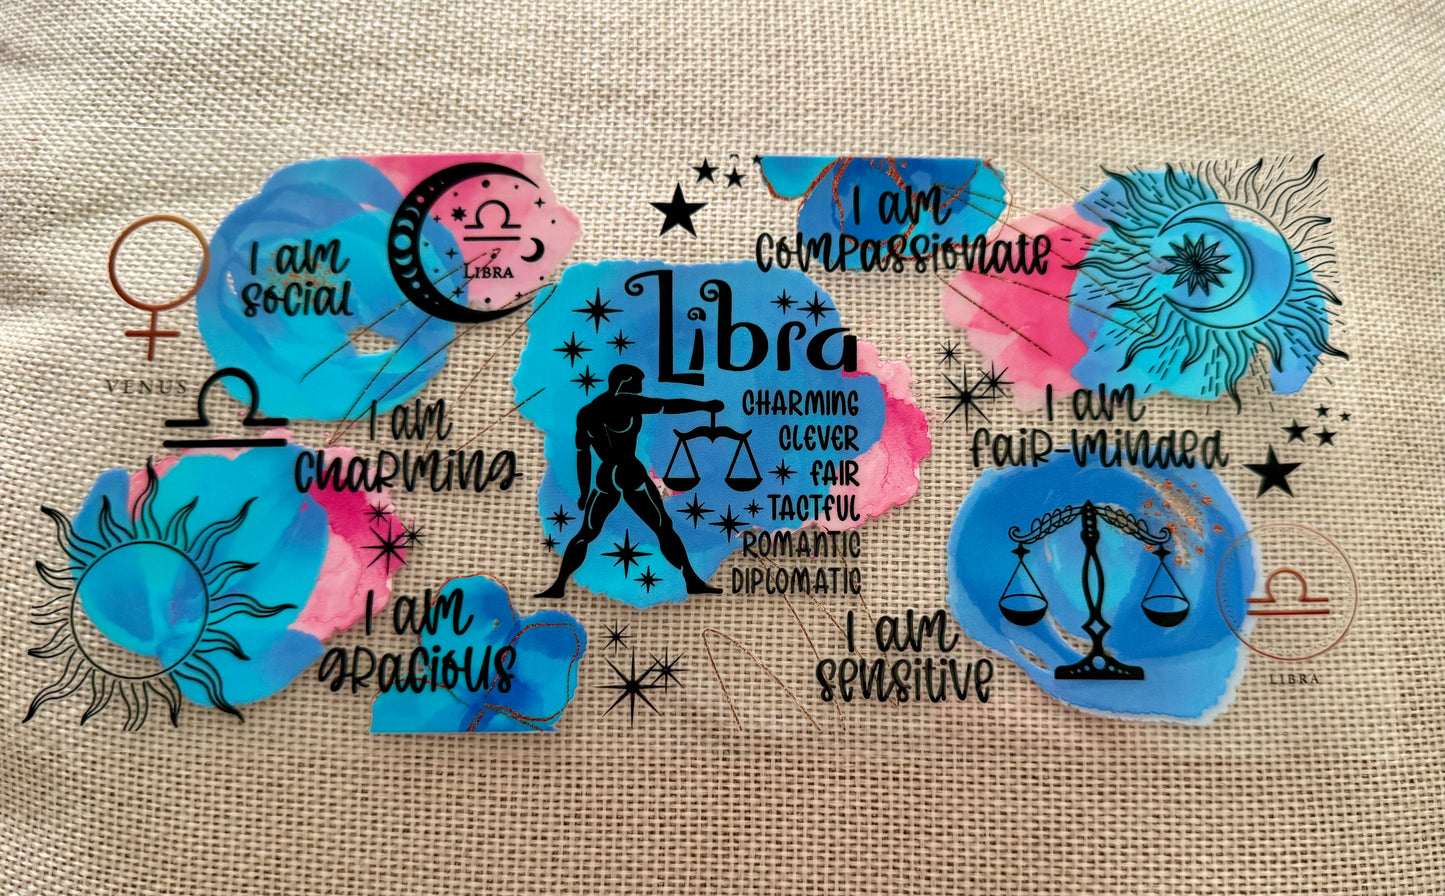 I am
social
LIBRA
VENUS
I am
charming
I am
gracious
Libra
CHARMING
CLEVER
FAIR
TACTFUL
ROMANTIC
DIPLOMATIC
I am
compassionate
I am
fair-minded
I am
sensitive
LIBRA